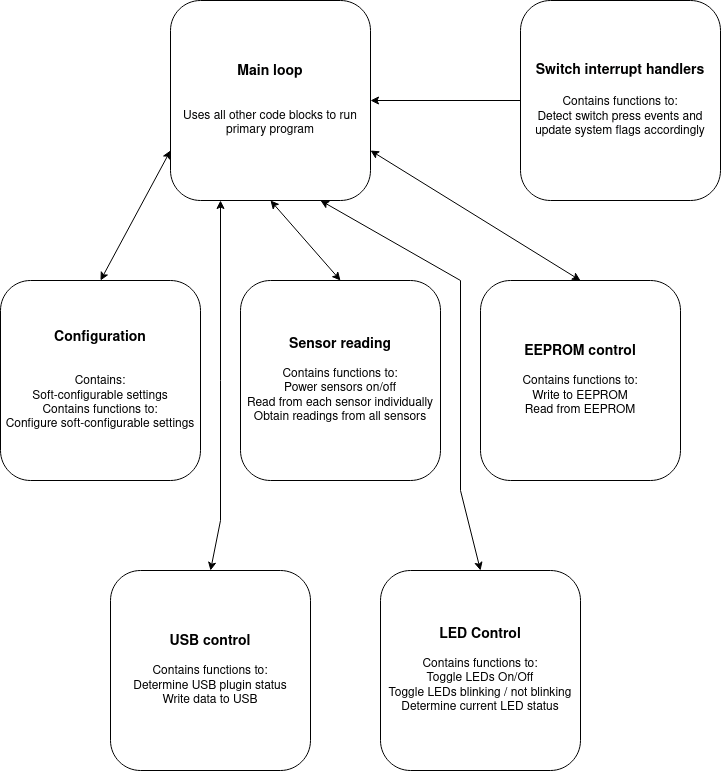 Main loop
Uses all other code blocks to run
primary program
Switch interrupt handlers
Contains functions to:
Detect switch press events and
update system flags accordingly
Configuration
Contains:
Soft-configurable settings
Contains functions to:
Configure soft-configurable settings
Sensor reading
Contains functions to:
Power sensors on/off
Read from each sensor individually
Obtain readings from all sensors
EEPROM control
Contains functions to:
Write to EEPROM
Read from EEPROM
USB control
Contains functions to:
Determine USB plugin status
Write data to USB
LED Control
Contains functions to:
Toggle LEDs On/Off
Toggle LEDs blinking / not blinking
Determine current LED status